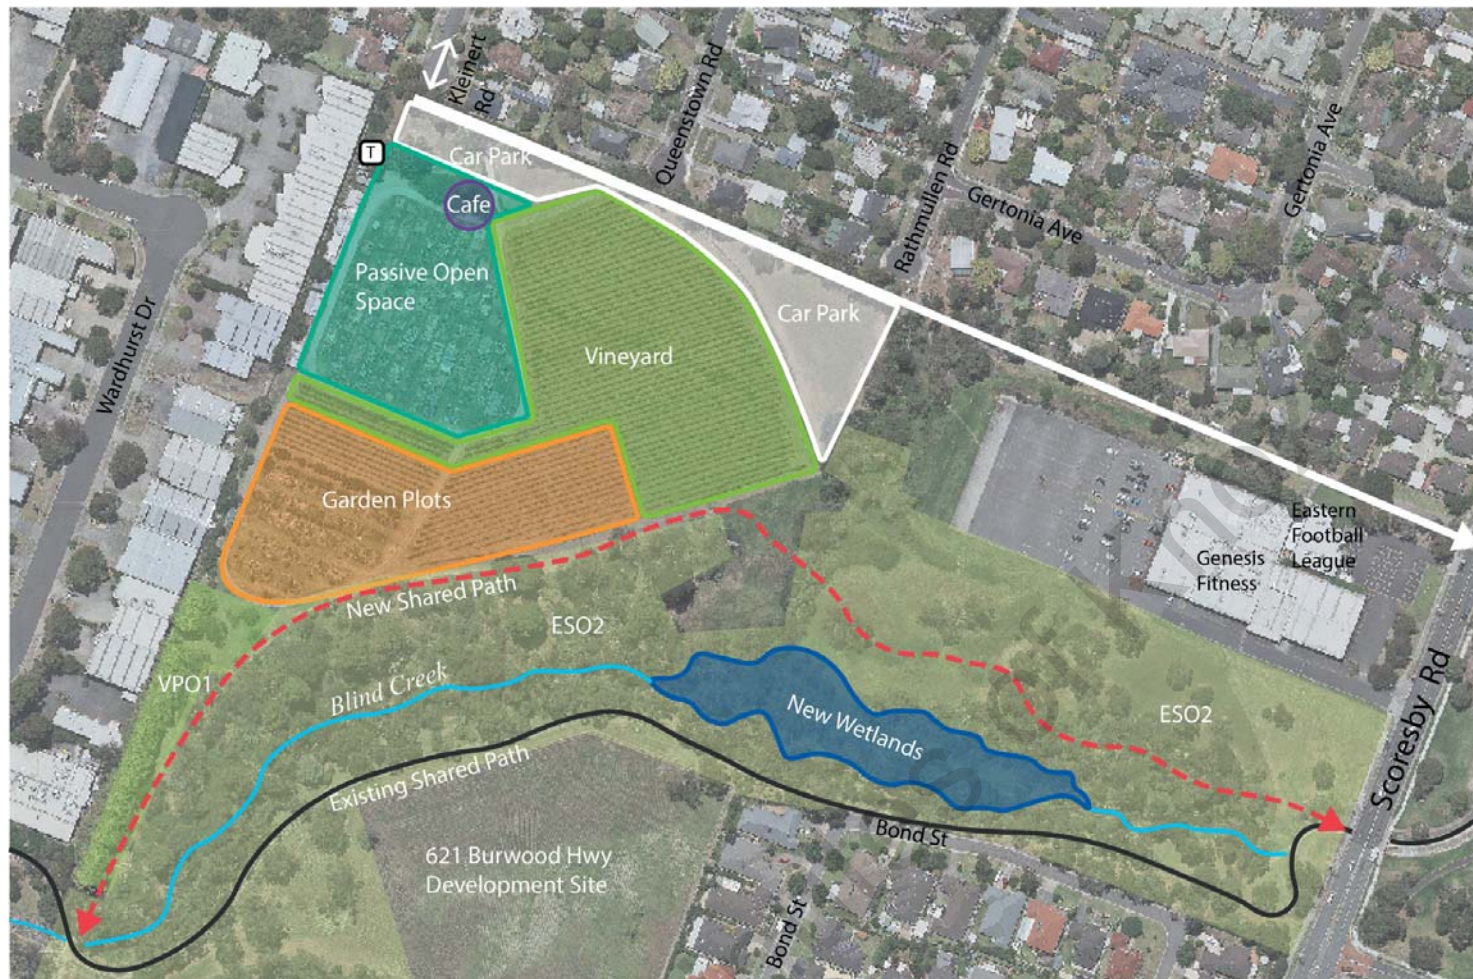 Kleinert
Rd
Queenstown Rd
Rathmullen Rd
Gertonia Ave
Gertonia Ave
T
Car Park
Cafe
Passive Open
Space
Wardhurst Dr
Vineyard
Car Park
Garden Plots
Eastern
Football
League
Genesis
Fitness
New Shared Path
ESO2
VPO1
Blind Creek
ESO2
New Wetlands
Scoresby Rd
Existing Shared Path
Bond St
621 Burwood Hwy
Development Site
Bond St